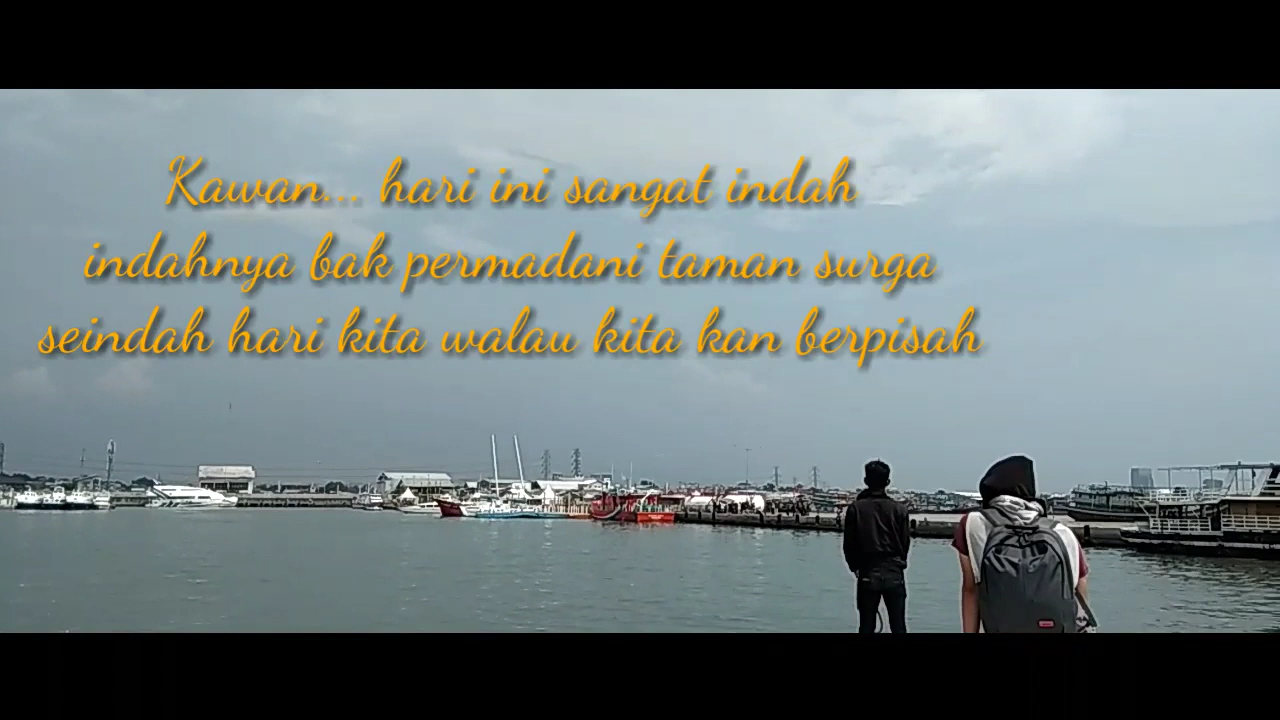 Kawan... hari ini sangat indah
indahnya bak permadani taman surga
seindah hari kita walau kita kan berpisah